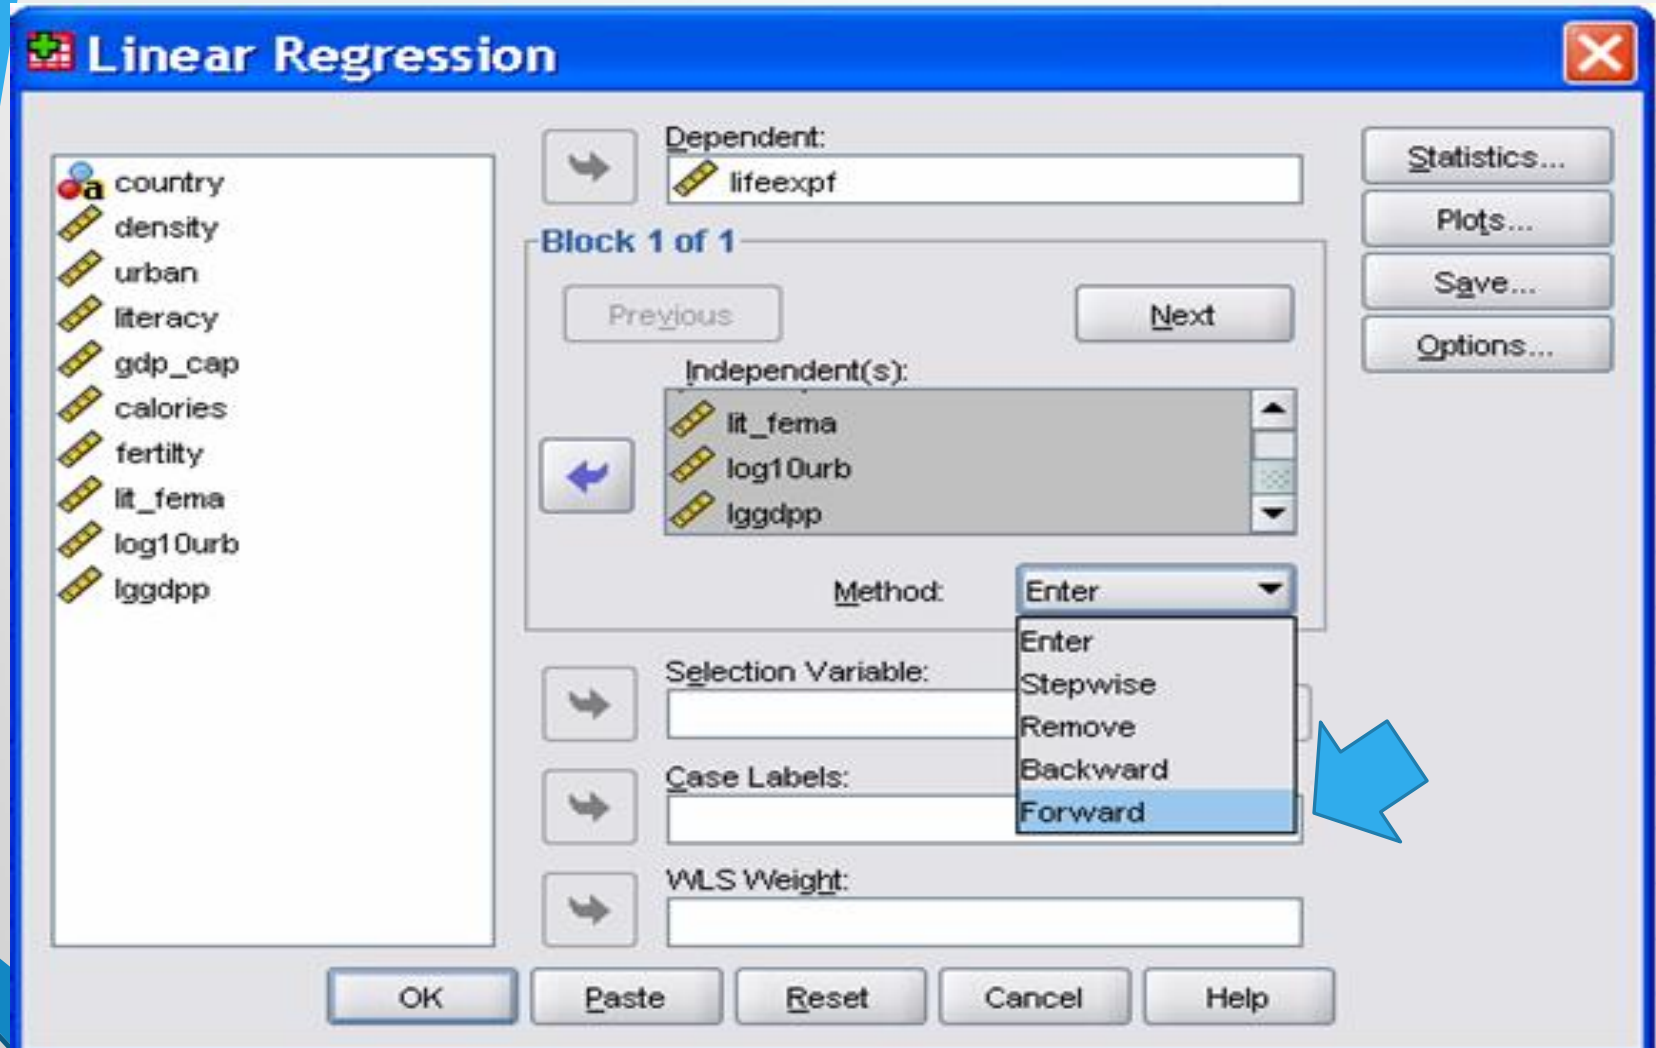 Linear Regression
country
density
urban
literacy
gdp_cap
calories
fertilty
lit_fema
log10urb
lggdpp
Dependent:
lifeexpf
Block 1 of 1
Previous
Next
Independent(s):
lit_fema
log10urb
lggdpp
Method:
Enter
Enter
Stepwise
Remove
Backward
Forward
Selection Variable:
Case Labels:
WLS Weight:
Statistics...
Plots...
Save...
Options...
OK
Paste
Reset
Cancel
Help